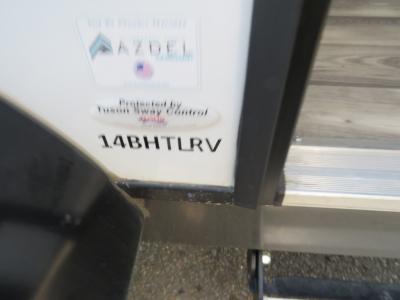 AZDEL
Protected by
Tuson Sway Control
14BHTLRV